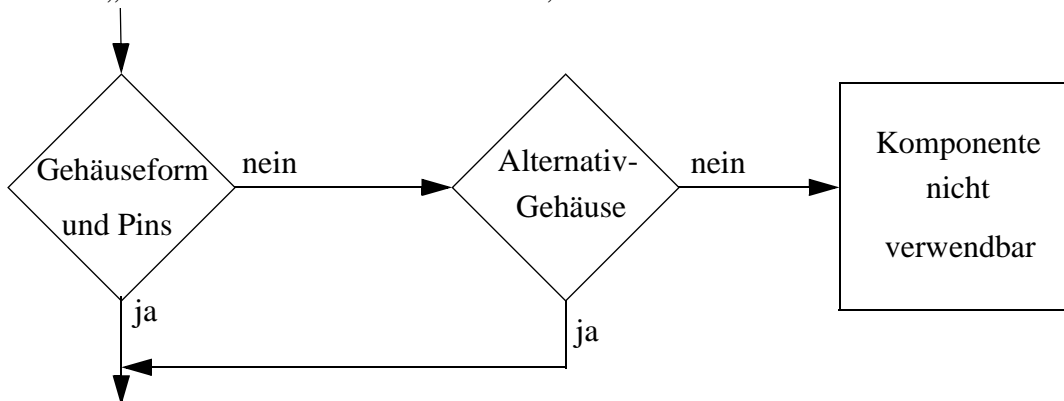 Gehäuseform
und Pins
nein
ja
Alternativ-
Gehäuse
nein
ja
Komponente
nicht
verwendbar